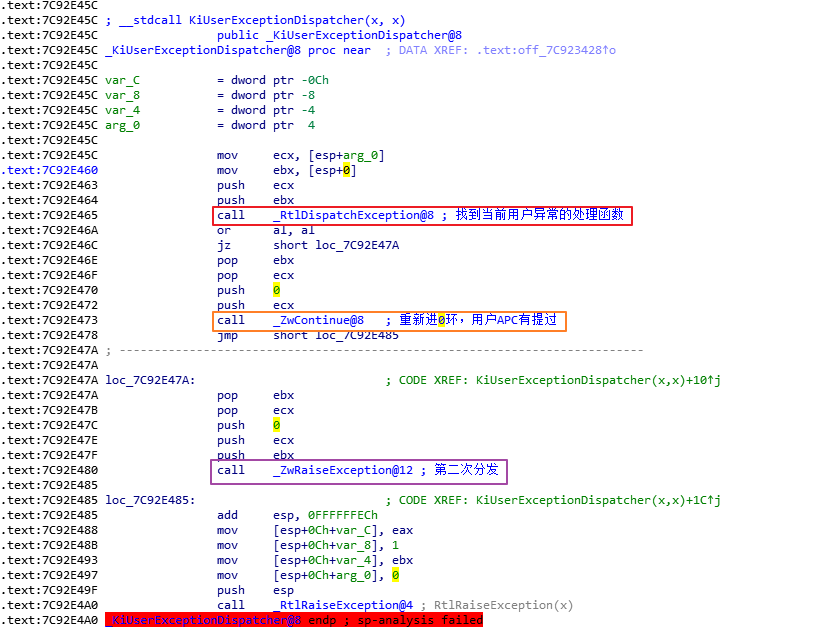 .text:7C92E45C
.text:7C92E45C ; __stdcall KiUserExceptionDispatcher(x, x)
.text:7C92E45C public _KiUserExceptionDispatcher@8
.text:7C92E45C _KiUserExceptionDispatcher@8 proc near ; DATA XREF: .text:off_7C923428↑o
.text:7C92E45C
.text:7C92E45C var_C = dword ptr -0Ch
.text:7C92E45C var_8 = dword ptr -8
.text:7C92E45C var_4 = dword ptr -4
.text:7C92E45C arg_0 = dword ptr 4
.text:7C92E45C
.text:7C92E45C mov ecx, [esp+arg_0]
.text:7C92E460 mov ebx, [esp+0]
.text:7C92E463 push ecx
.text:7C92E464 push ebx
.text:7C92E465 call _RtlDispatchException@8 ; 找到当前用户异常的处理函数
.text:7C92E46A or al, al
.text:7C92E46C jz short loc_7C92E47A
.text:7C92E46E pop ebx
.text:7C92E46F pop ecx
.text:7C92E470 push 0
.text:7C92E472 push ecx
.text:7C92E473 call _ZwContinue@8 ; 重新进0环，用户APC有提过
.text:7C92E478 jmp short loc_7C92E485
.text:7C92E47A ; ---------------------------------------------------------------------------
.text:7C92E47A
.text:7C92E47A loc_7C92E47A: ; CODE XREF: KiUserExceptionDispatcher(x,x)+10↑j
.text:7C92E47A pop ebx
.text:7C92E47B pop ecx
.text:7C92E47C push 0
.text:7C92E47E push ecx
.text:7C92E47F push ebx
.text:7C92E480 call _ZwRaiseException@12 ; 第二次分发
.text:7C92E485
.text:7C92E485 loc_7C92E485: ; CODE XREF: KiUserExceptionDispatcher(x,x)+1C↑j
.text:7C92E485 add esp, 0FFFFFFECh
.text:7C92E488 mov [esp+0Ch+var_C], eax
.text:7C92E48B mov [esp+0Ch+var_8], 1
.text:7C92E493 mov [esp+0Ch+var_4], ebx
.text:7C92E497 mov [esp+0Ch+arg_0], 0
.text:7C92E49F push esp
.text:7C92E4A0 call _RtlRaiseException@4 ; RtlRaiseException(x)
.text:7C92E4A0 _KiUserExceptionDispatcher@8 endp ; sp-analysis failed